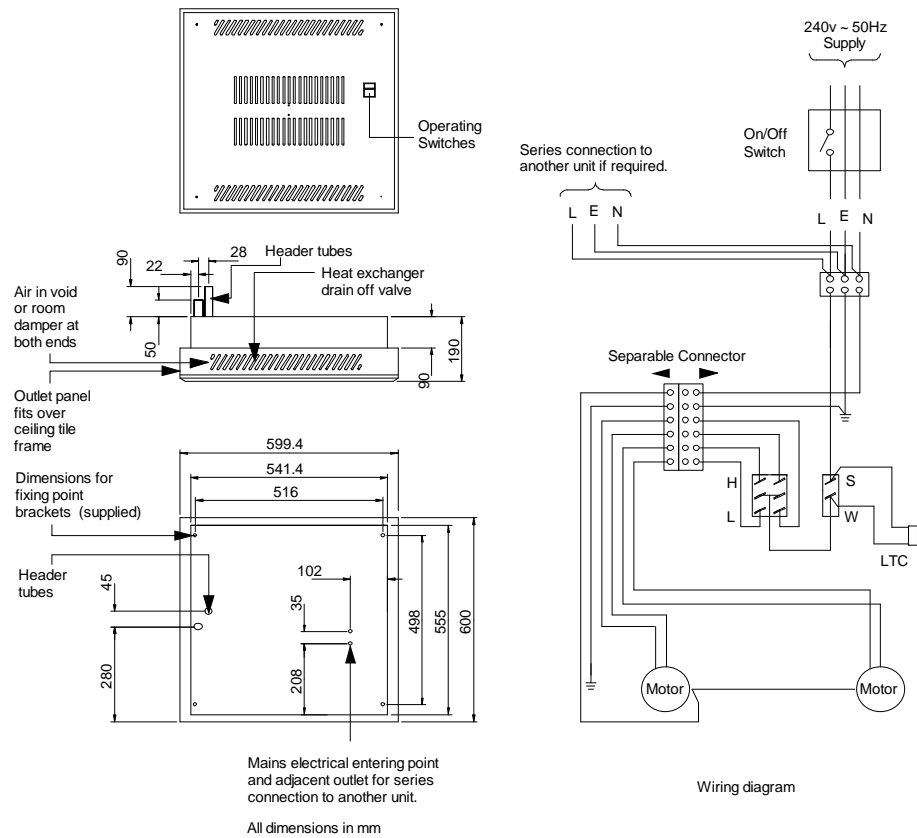 Operating
Switches
28
Header tubes
90
22
Heat exchanger
drain off valve
Air in void
or room
damper at
both ends
50
190
90
Outlet panel
fits over
ceiling tile
frame
599.4
541.4
516
Dimensions for
fixing point
brackets (supplied)
Header
tubes
45
102
35
498
555
600
280
208
Mains electrical entering point
and adjacent outlet for series
connection to another unit.
All dimensions in mm
240v ~ 50Hz
Supply
On/Off
Switch
Series connection to
another unit if required.
L E N
L E N
Separable Connector
H
S
L
W
LTC
Motor
Motor
Wiring diagram